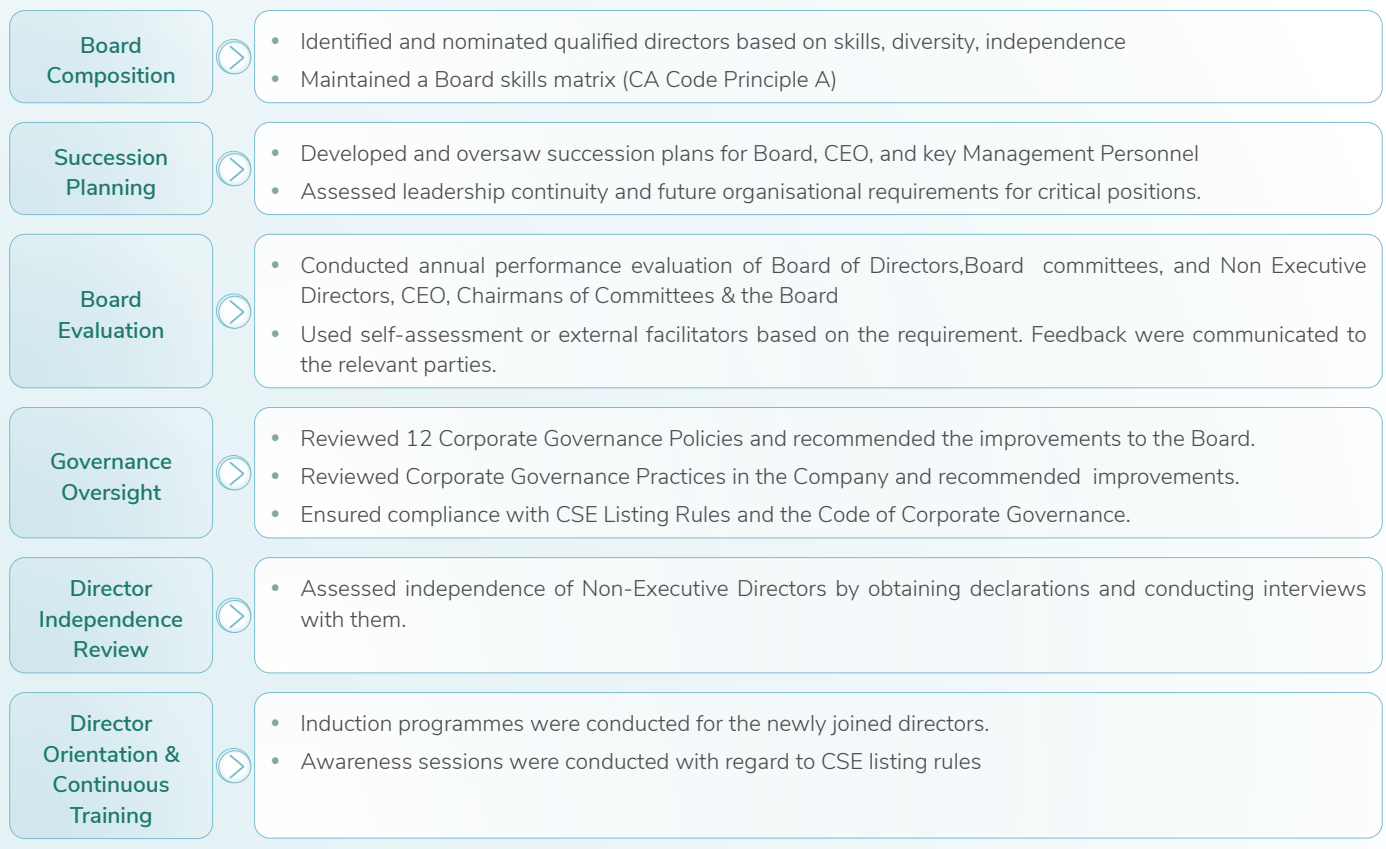 Board
Composition
• Identified and nominated qualified directors based on skills, diversity, independence
• Maintained a Board skills matrix (CA Code Principle A)
Succession
Planning
• Developed and oversaw succession plans for Board, CEO, and key Management Personnel
• Assessed leadership continuity and future organisational requirements for critical positions.
Board
Evaluation
• Conducted annual performance evaluation of Board of Directors,Board  committees, and Non Executive
Directors, CEO, Chairmans of Committees & the Board
• Used self-assessment or external facilitators based on the requirement. Feedback were communicated to
the relevant parties.
Governance
Oversight
• Reviewed 12 Corporate Governance Policies and recommended the improvements to the Board.
• Reviewed Corporate Governance Practices in the Company and recommended  improvements.
• Ensured compliance with CSE Listing Rules and the Code of Corporate Governance.
Director
Independence
Review
• Assessed independence of Non-Executive Directors by obtaining declarations and conducting interviews
with them.
Director
Orientation &
Continuous
Training
• Induction programmes were conducted for the newly joined directors.
• Awareness sessions were conducted with regard to CSE listing rules